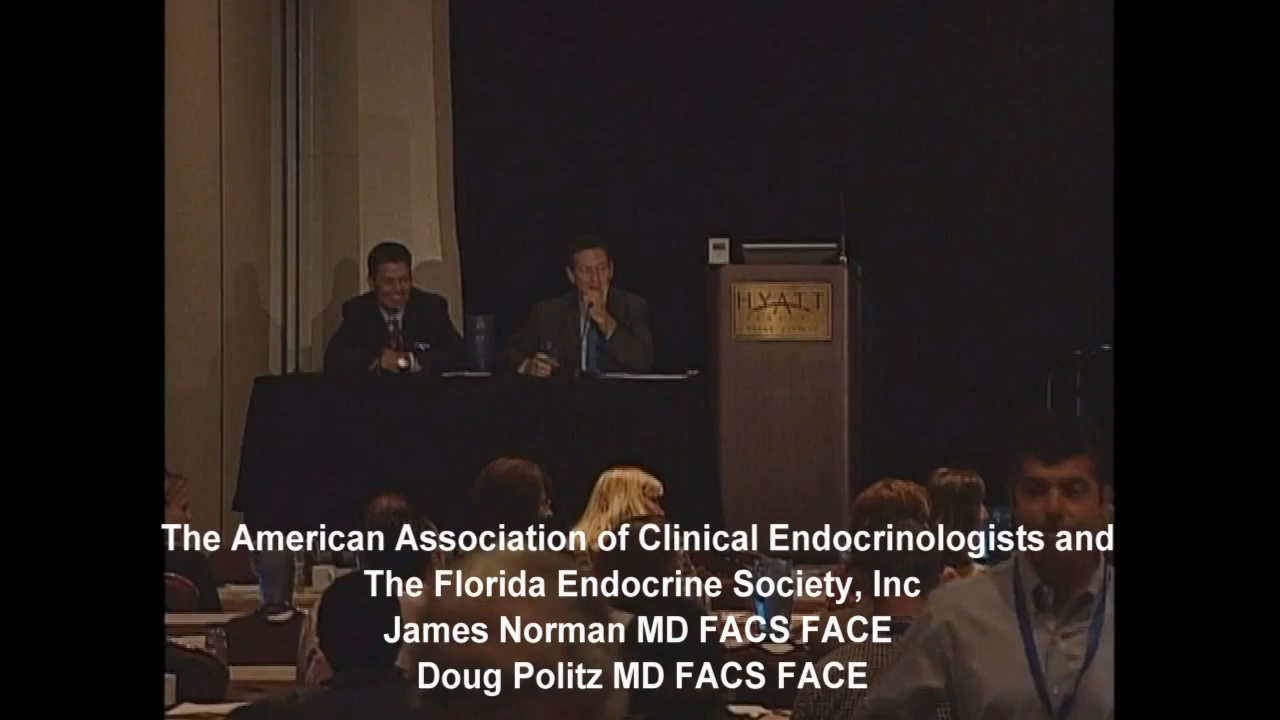 HYATT
The American Association of Clinical Endocrinologists and
The Florida Endocrine Society, Inc
James Norman MD FACS FACE
Doug Politz MD FACS FACE